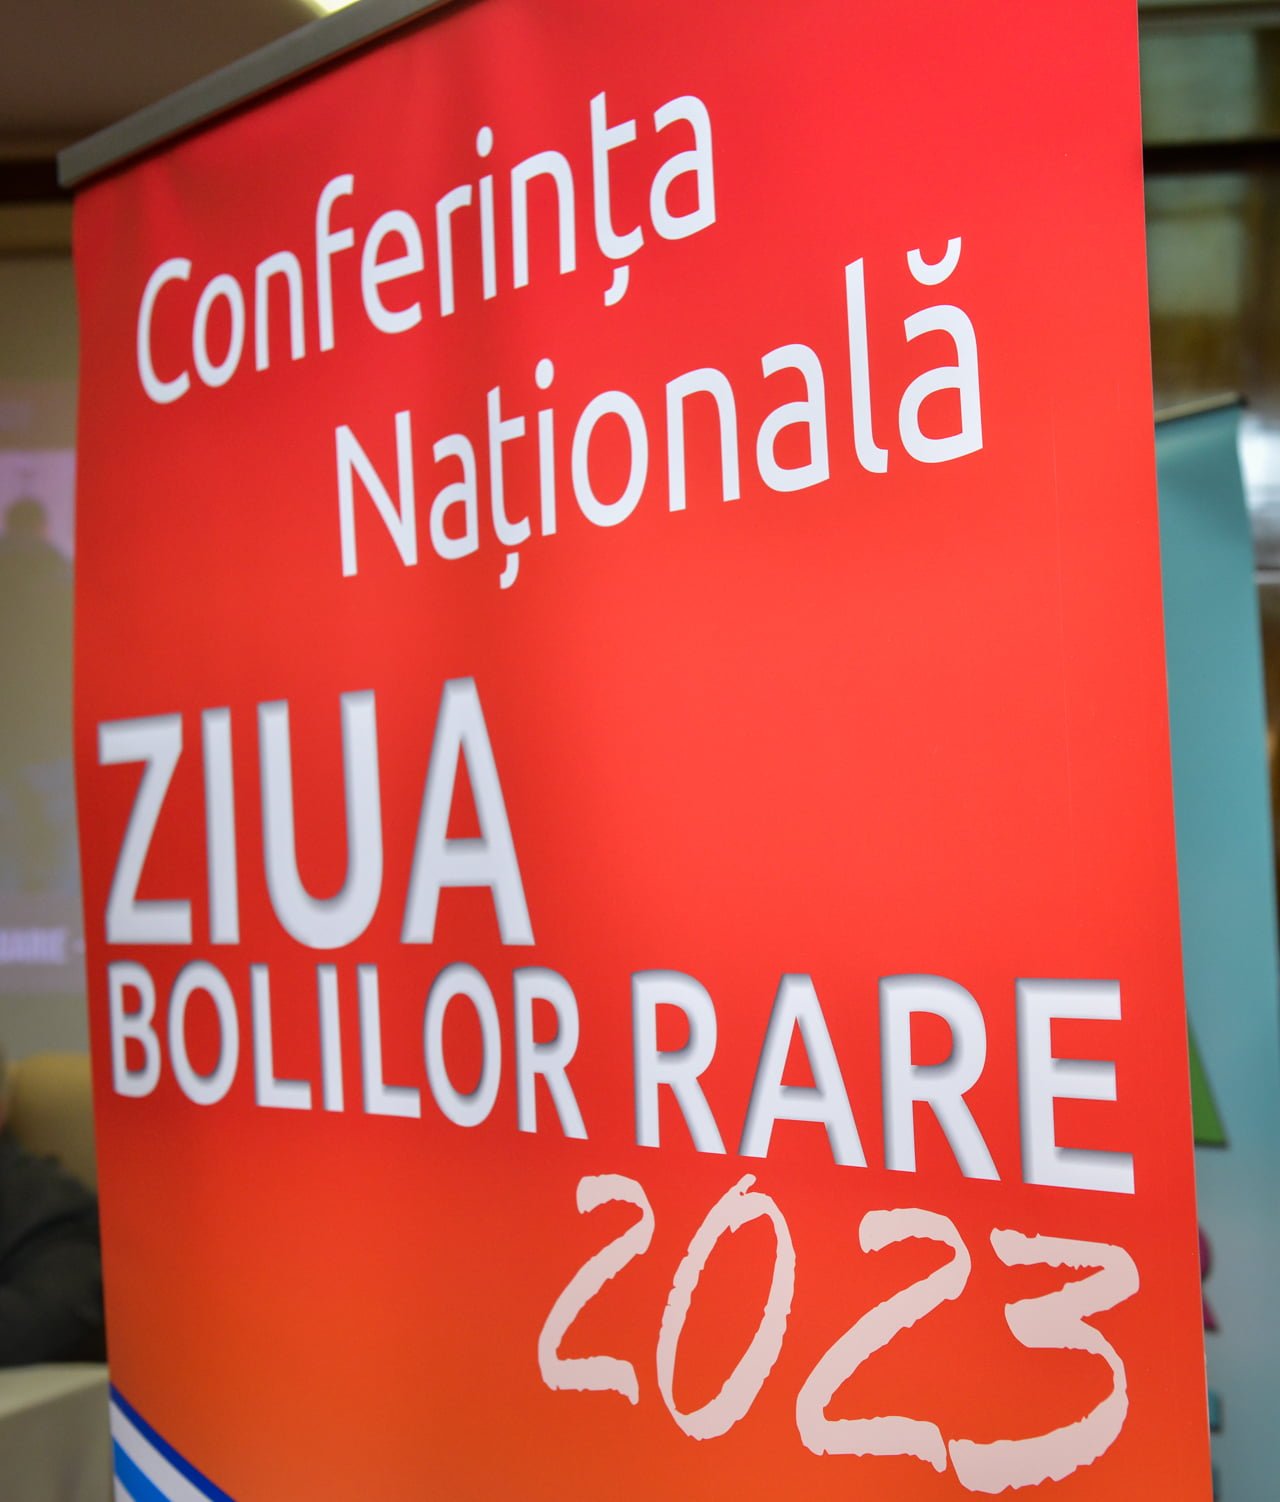 Conferința
Națională
ZIUA
BOLILOR RARE
2023